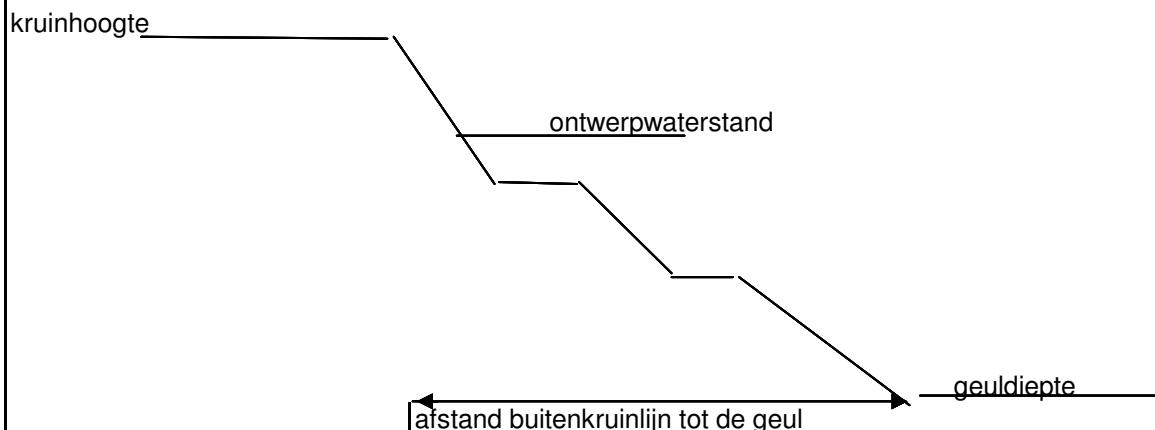 kruinhoogte
ontwerpwaterstand
geuldiepte
afstand buitenkruinlijn tot de geul